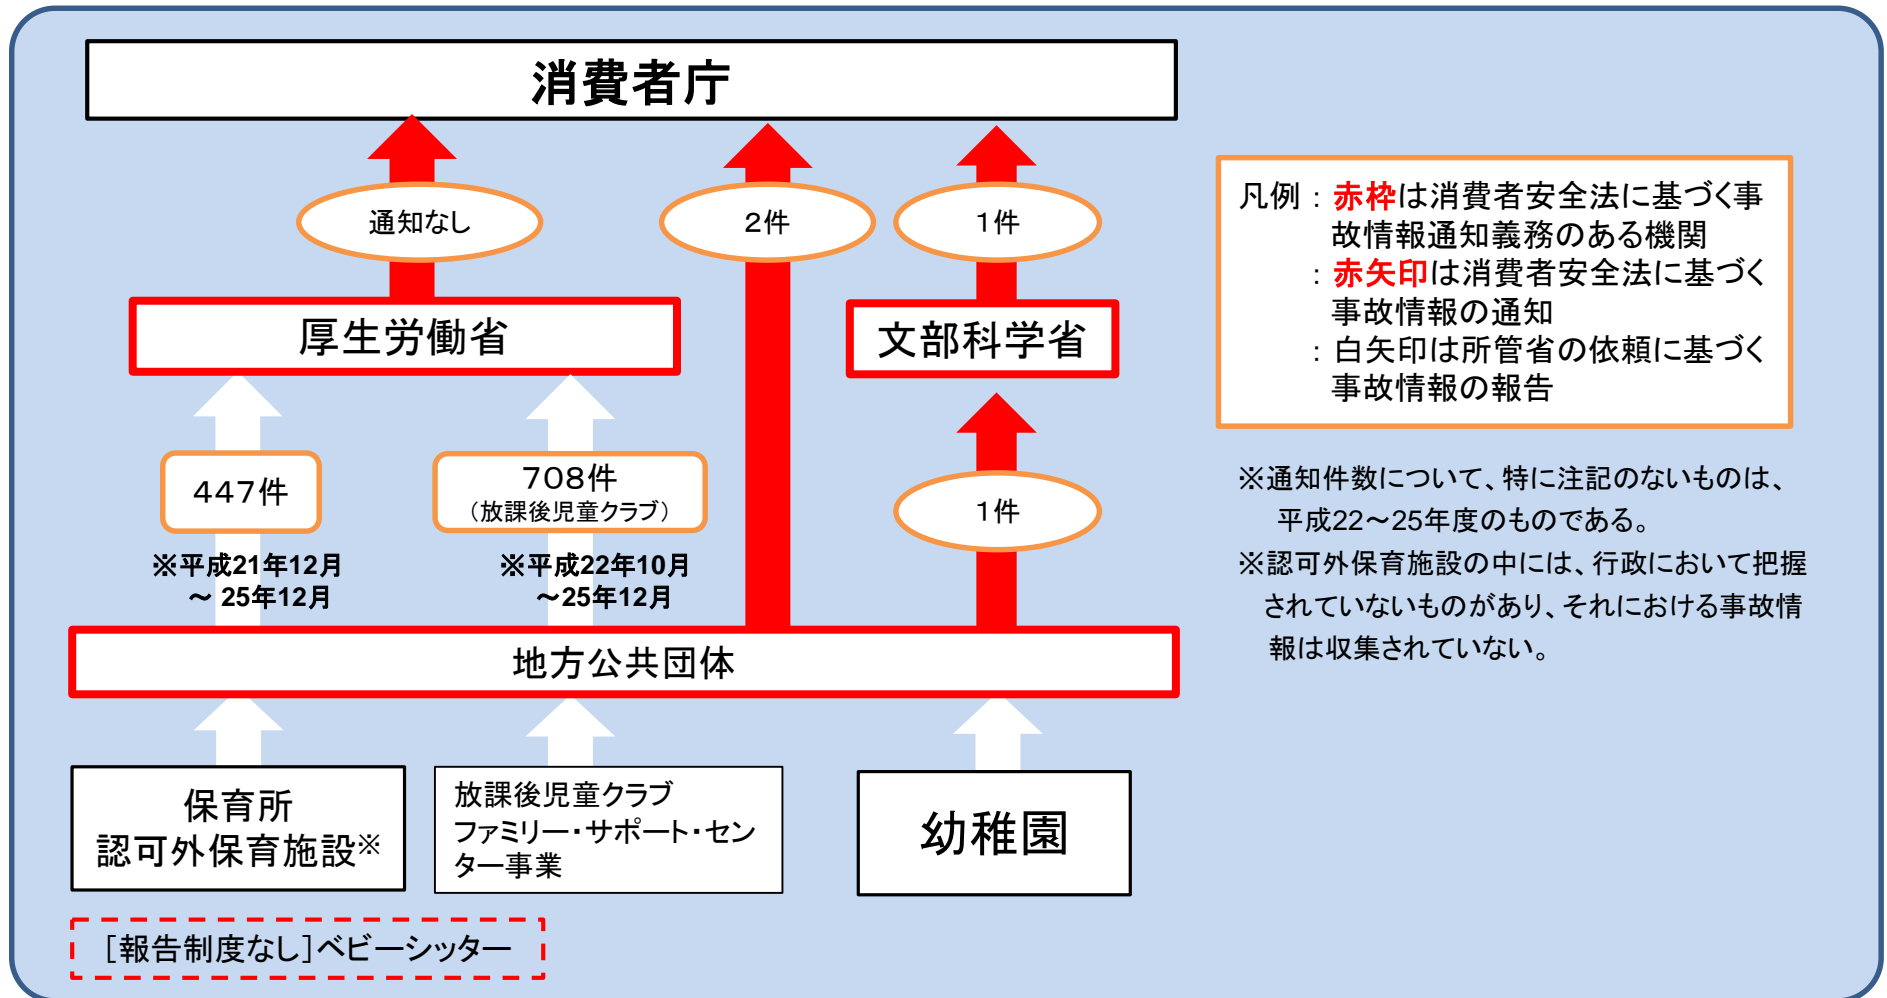 消費者庁
通知なし
2件
1件
凡例：赤枠は消費者安全法に基づく事
故情報通知義務のある機関
：赤矢印は消費者安全法に基づく
事故情報の通知
：白矢印は所管省の依頼に基づく
事故情報の報告
厚生労働省
文部科学省
447件
708件
（放課後児童クラブ）
1件
※平成21年12月
～ 25年12月
※平成22年10月
～25年12月
※通知件数について、特に注記のないものは、
平成22～25年度のものである。
※認可外保育施設の中には、行政において把握
されていないものがあり、それにおける事故情
報は収集されていない。
地方公共団体
保育所
認可外保育施設※
放課後児童クラブ
ファミリー・サポート・セン
ター事業
幼稚園
［報告制度なし］ベビーシッター